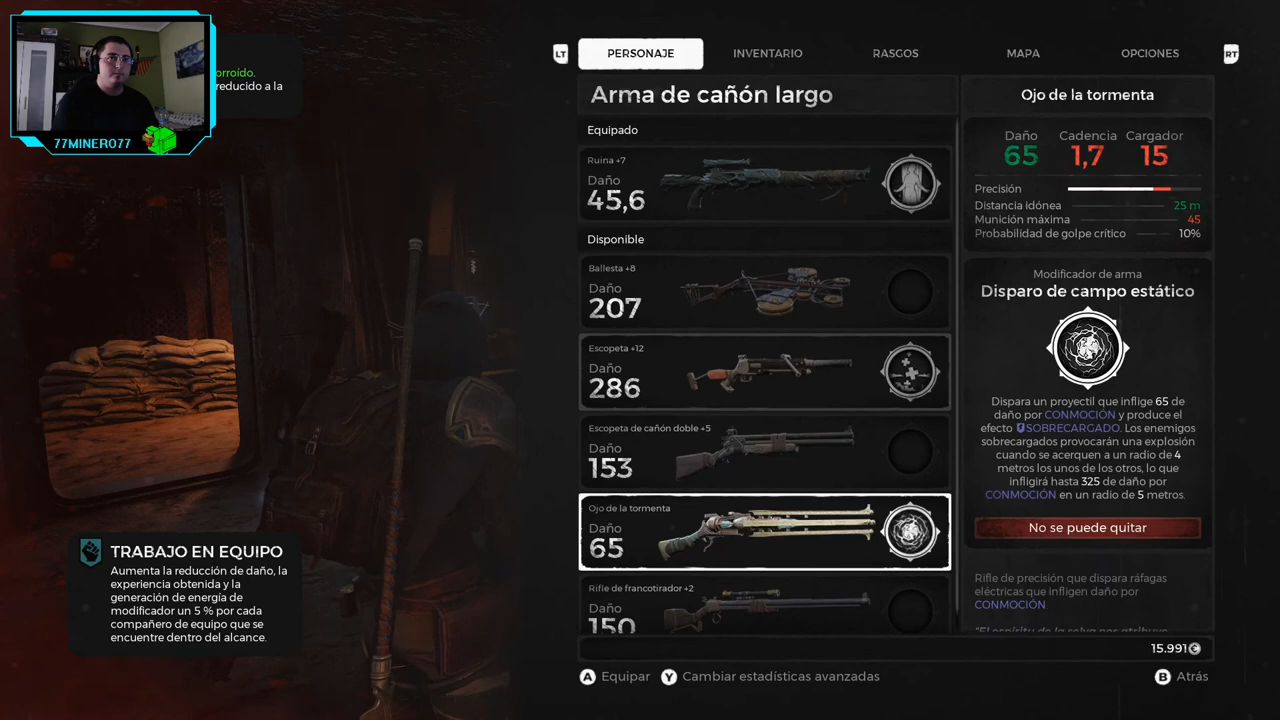 orroído.
reducido a la
77MINERO77
LT
PERSONAJE
INVENTARIO
RASGOS
MAPA
OPCIONES
RT
Arma de cañón largo
Equipado
Ruina +7
Daño
45,6
Disponible
Ballesta +8
Daño
207
Escopeta +12
Daño
286
Escopeta de cañón doble +5
Daño
153
Ojo de la tormenta
Daño
65
Rifle de francotirador +2
Daño
150
Ojo de la tormenta
Daño Cadencia Cargador
65 1,7 15
Precisión
Distancia idónea 25 m
Munición máxima 45
Probabilidad de golpe crítico 10%
Modificador de arma
Disparo de campo estático
Dispara un proyectil que inflige 65 de
daño por CONMOCIÓN y produce el
efecto SOBRECARGADO. Los enemigos
sobrecargados provocarán una explosión
cuando se acerquen a un radio de 4
metros los unos de los otros, lo que
infligirá hasta 325 de daño por
CONMOCIÓN en un radio de 5 metros.
No se puede quitar
Rifle de precisión que dispara ráfagas
eléctricas que infligen daño por
CONMOCIÓN.
"El espíritu de la selva por atributo
15.991
TRABAJO EN EQUIPO
Aumenta la reducción de daño, la
experiencia obtenida y la
generación de energía de
modificador un 5 % por cada
compañero de equipo que se
encuentre dentro del alcance.
A Equipar Y Cambiar estadísticas avanzadas
B Atrás